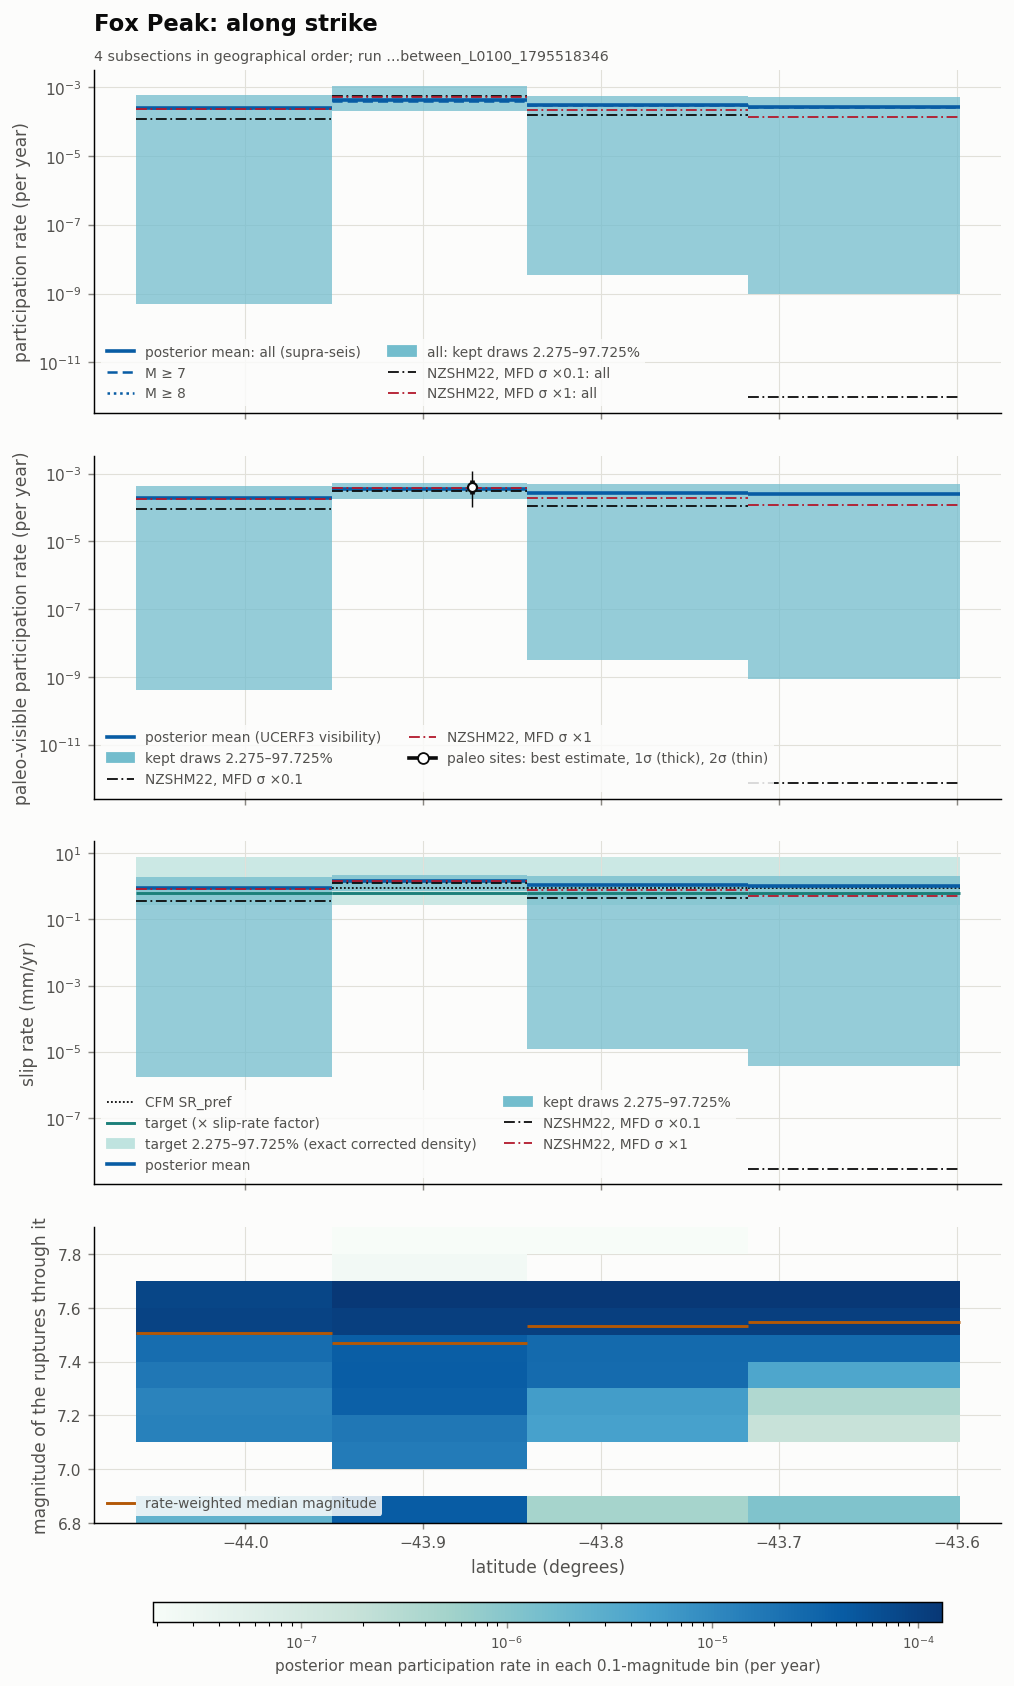 Fox Peak: along strike
4 subsections in geographical order; run ...between_L0100_1795518346
participation rate (per year)
10⁻³
10⁻⁵
10⁻⁷
10⁻⁹
10⁻¹¹
posterior mean: all (supra-seis)
M ≥ 7
M ≥ 8
all: kept draws 2.275–97.725%
NZSHM22, MFD σ ×0.1: all
NZSHM22, MFD σ ×1: all
paleo-visible participation rate (per year)
10⁻³
10⁻⁵
10⁻⁷
10⁻⁹
10⁻¹¹
posterior mean (UCERF3 visibility)
kept draws 2.275–97.725%
NZSHM22, MFD σ ×0.1
NZSHM22, MFD σ ×1
paleo sites: best estimate, 1σ (thick), 2σ (thin)
slip rate (mm/yr)
10¹
10⁻¹
10⁻³
10⁻⁵
10⁻⁷
CFM SR_pref
target (× slip-rate factor)
target 2.275–97.725% (exact corrected density)
posterior mean
kept draws 2.275–97.725%
NZSHM22, MFD σ ×0.1
NZSHM22, MFD σ ×1
magnitude of the ruptures through it
7.8
7.6
7.4
7.2
7.0
6.8
rate-weighted median magnitude
−44.0
−43.9
−43.8
−43.7
−43.6
latitude (degrees)
10⁻⁷
10⁻⁶
10⁻⁵
10⁻⁴
posterior mean participation rate in each 0.1-magnitude bin (per year)